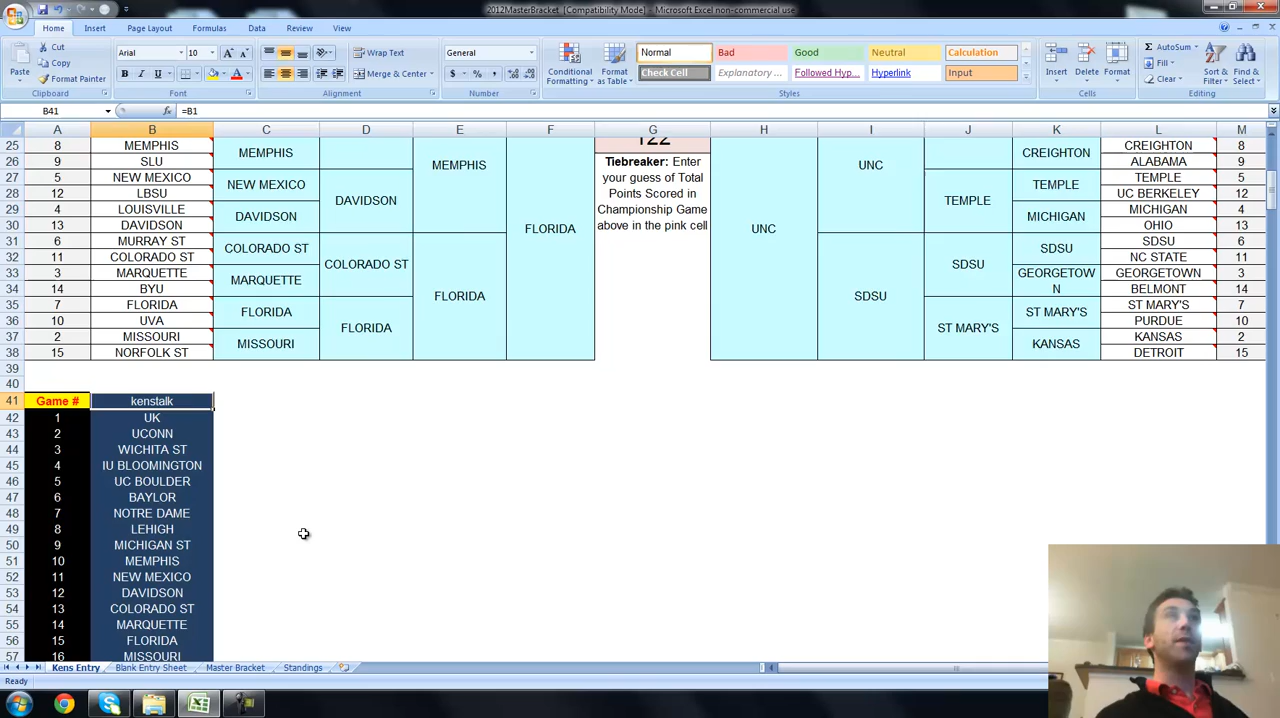 2012MasterBracket [Compatibility Mode] - Microsoft Excel non-commercial use
Home Insert Page Layout Formulas Data Review View
Cut
Copy
Format Painter
Paste
Clipboard
Arial 10
B I U
Font
Wrap Text
Merge & Center
Alignment
General
$ % ,
Number
Conditional Formatting
Format as Table
Normal Bad Good Neutral Calculation
Check Cell Explanatory ... Followed Hyp... Hyperlink Input
Styles
Insert Delete Format
Cells
AutoSum
Fill
Clear
Sort & Filter
Find & Select
Editing
B41 fx =B1
A B C D E F G H I J K L M
25 8 MEMPHIS CREIGHTON 8
MEMPHIS MEMPHIS 122 UNC CREIGHTON
26 9 SLU ALABAMA 9
27 5 NEW MEXICO TEMPLE 5
NEW MEXICO TEMPLE
28 12 LBSU UC BERKELEY 12
DAVIDSON TEMPLE
29 4 LOUISVILLE MICHIGAN 4
DAVIDSON MICHIGAN
30 13 DAVIDSON OHIO 13
Tiebreaker: Enter
your guess of Total
Points Scored in
Championship Game
above in the pink cell
FLORIDA UNC
31 6 MURRAY ST SDSU 6
COLORADO ST SDSU
32 11 COLORADO ST NC STATE 11
COLORADO ST SDSU
33 3 MARQUETTE GEORGETOWN 3
MARQUETTE GEORGETOW
N
34 14 BYU BELMONT 14
FLORIDA SDSU
35 7 FLORIDA ST MARY'S 7
FLORIDA ST MARY'S
36 10 UVA PURDUE 10
FLORIDA ST MARY'S
37 2 MISSOURI KANSAS 2
MISSOURI KANSAS
38 15 NORFOLK ST DETROIT 15
39
40
41 Game # kenstalk
42 1 UK
43 2 UCONN
44 3 WICHITA ST
45 4 IU BLOOMINGTON
46 5 UC BOULDER
47 6 BAYLOR
48 7 NOTRE DAME
49 8 LEHIGH
50 9 MICHIGAN ST
51 10 MEMPHIS
52 11 NEW MEXICO
53 12 DAVIDSON
54 13 COLORADO ST
55 14 MARQUETTE
56 15 FLORIDA
57 16 MISSOURI
Kens Entry Blank Entry Sheet Master Bracket Standings
Ready